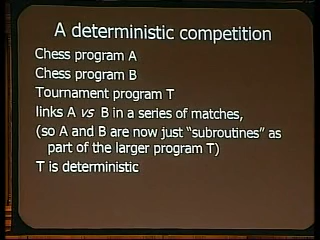 A deterministic competition
Chess program A
Chess program B
Tournament program T
links A vs B in a series of matches,
(so A and B are now just "subroutines" as
part of the larger program T)
T is deterministic